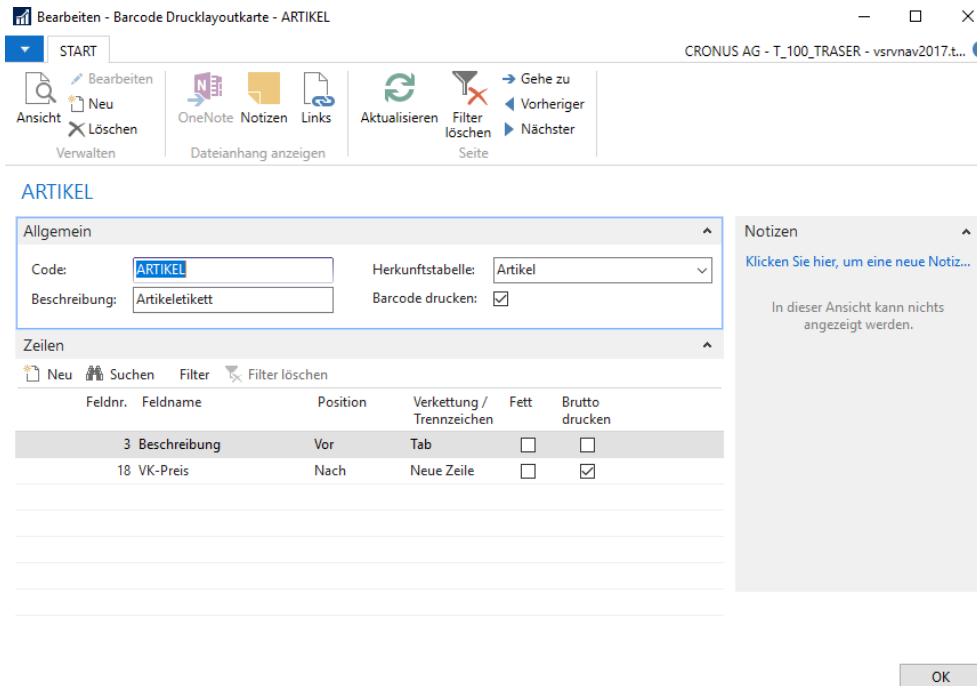 Bearbeiten - Barcode Drucklayoutkarte - ARTIKEL
START
CRONUS AG - T_100_TRASER - vsrvnav2017.t...
Ansicht
Bearbeiten
Neu
Löschen
Verwalten
OneNote Notizen Links
Dateianhang anzeigen
Aktualisieren
Filter
löschen
Gehe zu
Vorheriger
Nächster
Seite
ARTIKEL
Allgemein
Code: ARTIKEL
Beschreibung: Artikeletikett
Herkunftstabelle: Artikel
Barcode drucken:
Zeilen
Neu Suchen Filter Filter löschen
Feldnr. Feldname Position Verkettung / Fett Brutto
Trennzeichen drucken
3 Beschreibung Vor Tab
18 VK-Preis Nach Neue Zeile
Notizen
Klicken Sie hier, um eine neue Notiz...
In dieser Ansicht kann nichts
angezeigt werden.
OK